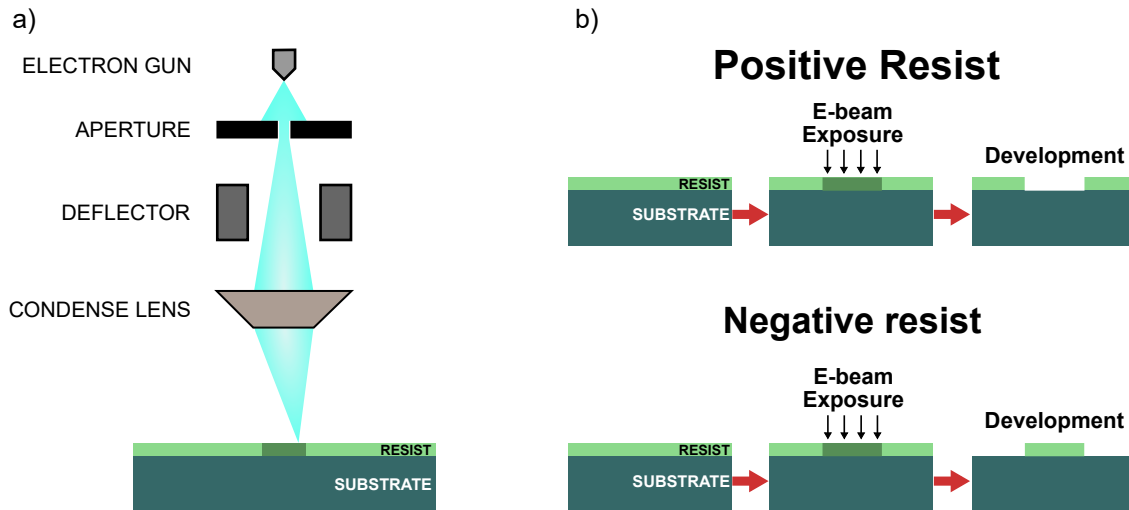 a)
ELECTRON GUN
APERTURE
DEFLECTOR
CONDENSE LENS
RESIST
SUBSTRATE
b)
Positive Resist
E-beam
Exposure
Development
RESIST
SUBSTRATE
Negative resist
E-beam
Exposure
Development
RESIST
SUBSTRATE